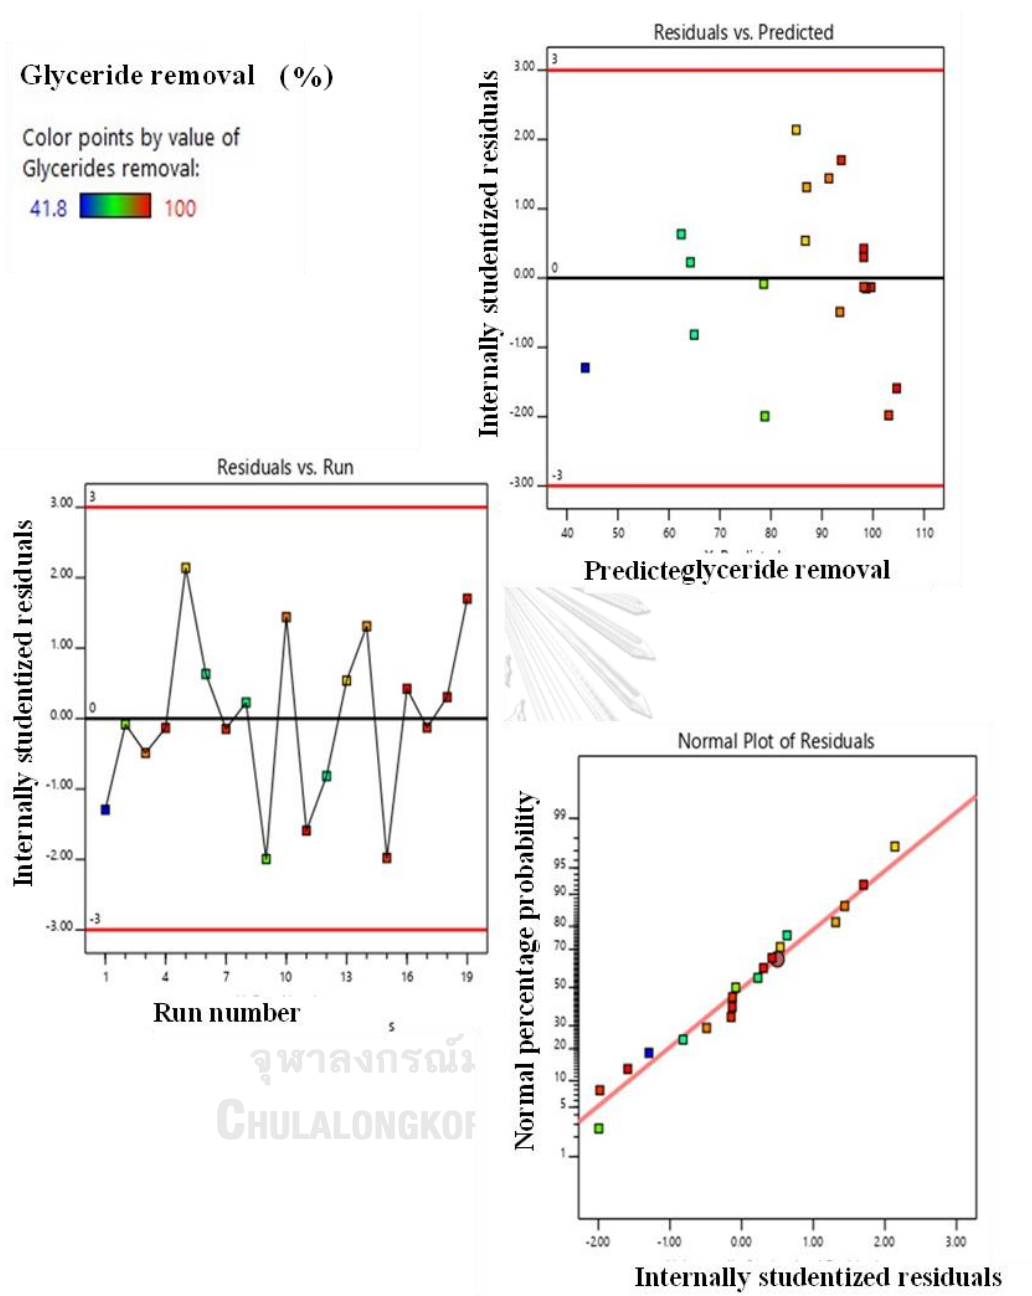 Residuals vs. Predicted
Glyceride removal (%)
Color points by value of
Glycerides removal:
41.8 100
Internally studentized residuals
3
3.00
2.00
1.00
0
0.00
-1.00
-2.00
-3
-3.00
40 50 60 70 80 90 100 110
Predicteglyceride removal
Residuals vs. Run
Internally studentized residuals
3
3.00
2.00
1.00
0
0.00
-1.00
-2.00
-3
-3.00
1 4 7 10 13 16 19
Run number
s
Normal Plot of Residuals
Normal percentage probability
99
95
90
80
70
50
30
20
10
5
1
-2.00 -1.00 0.00 1.00 2.00 3.00
Internally studentized residuals
จุฬาลงกรณ์ม
CHULALONGKOR